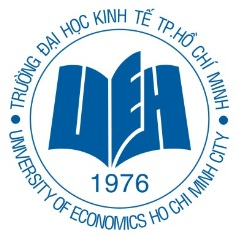 • TRƯỜNG ĐẠI HỌC KINH TẾ TP.HỒ CHÍ MINH •
UEH
1976
UNIVERSITY OF ECONOMICS HO CHI MINH CITY